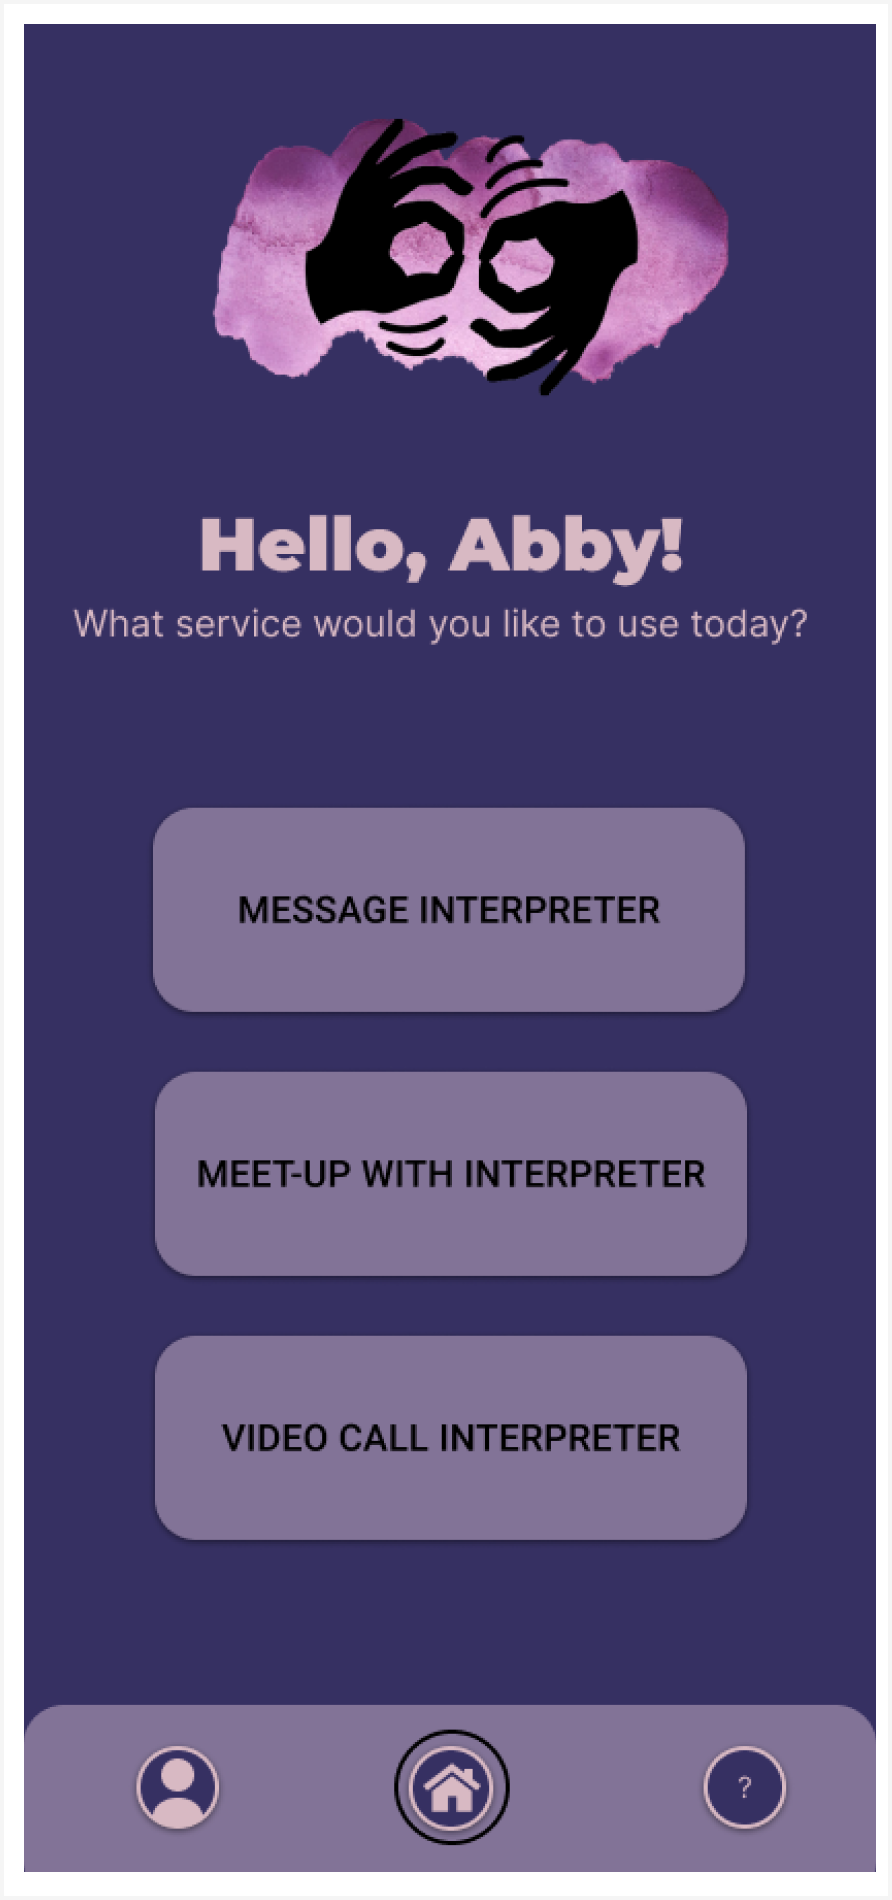 Hello, Abby!
What service would you like to use today?
MESSAGE INTERPRETER
MEET-UP WITH INTERPRETER
VIDEO CALL INTERPRETER
?